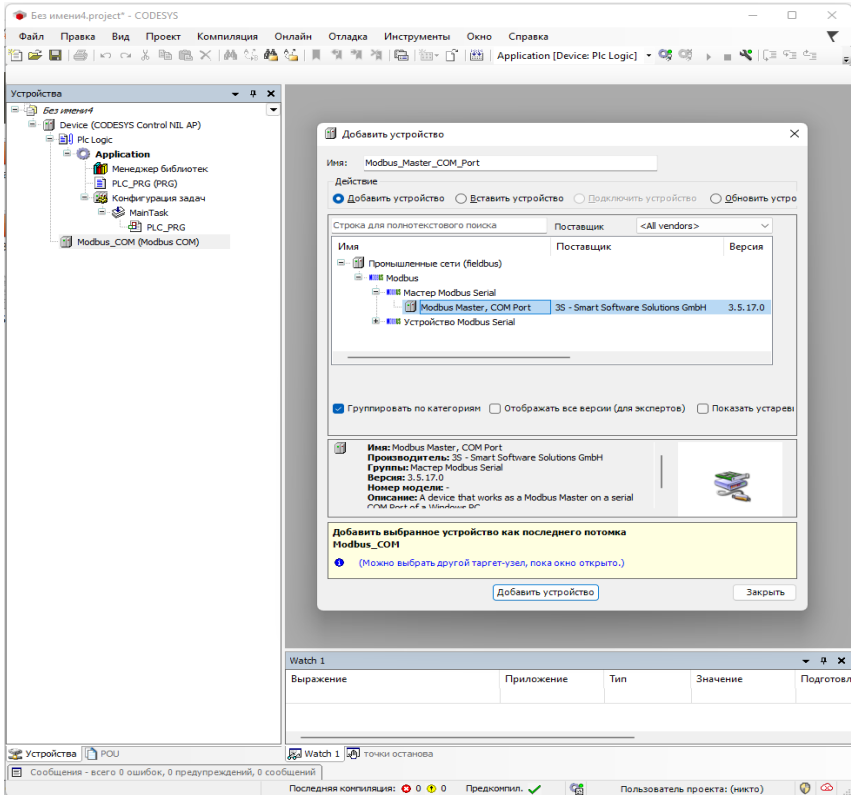 Без имени4.project* - CODESYS
Файл Правка Вид Проект Компиляция Онлайн Отладка Инструменты Окно Справка
Application [Device: Plc Logic]
Устройства
Без имени4
Device (CODESYS Control NIL AP)
Plc Logic
Application
Менеджер библиотек
PLC_PRG (PRG)
Конфигурация задач
MainTask
PLC_PRG
Modbus_COM (Modbus COM)
Добавить устройство
Имя: Modbus_Master_COM_Port
Действие
Добавить устройство Вставить устройство Подключить устройство Обновить устро
Строка для полнотекстового поиска Поставщик <All vendors>
Имя Поставщик Версия
Промышленные сети (fieldbus)
Modbus
Мастер Modbus Serial
Modbus Master, COM Port 3S - Smart Software Solutions GmbH 3.5.17.0
Устройство Modbus Serial
Группировать по категориям Отображать все версии (для экспертов) Показать устарев
Имя: Modbus Master, COM Port
Производитель: 3S - Smart Software Solutions GmbH
Группы: Мастер Modbus Serial
Версия: 3.5.17.0
Номер модели: -
Описание: A device that works as a Modbus Master on a serial
COM Port of a Windows PC
Добавить выбранное устройство как последнего потомка
Modbus_COM
(Можно выбрать другой таргет-узел, пока окно открыто.)
Добавить устройство Закрыть
Watch 1
Выражение Приложение Тип Значение Подготовл
Устройства POU Watch 1 точки останова
Сообщения - всего 0 ошибок, 0 предупреждений, 0 сообщений
Последняя компиляция: 0 0 Предкомпил. Пользователь проекта: (никто)